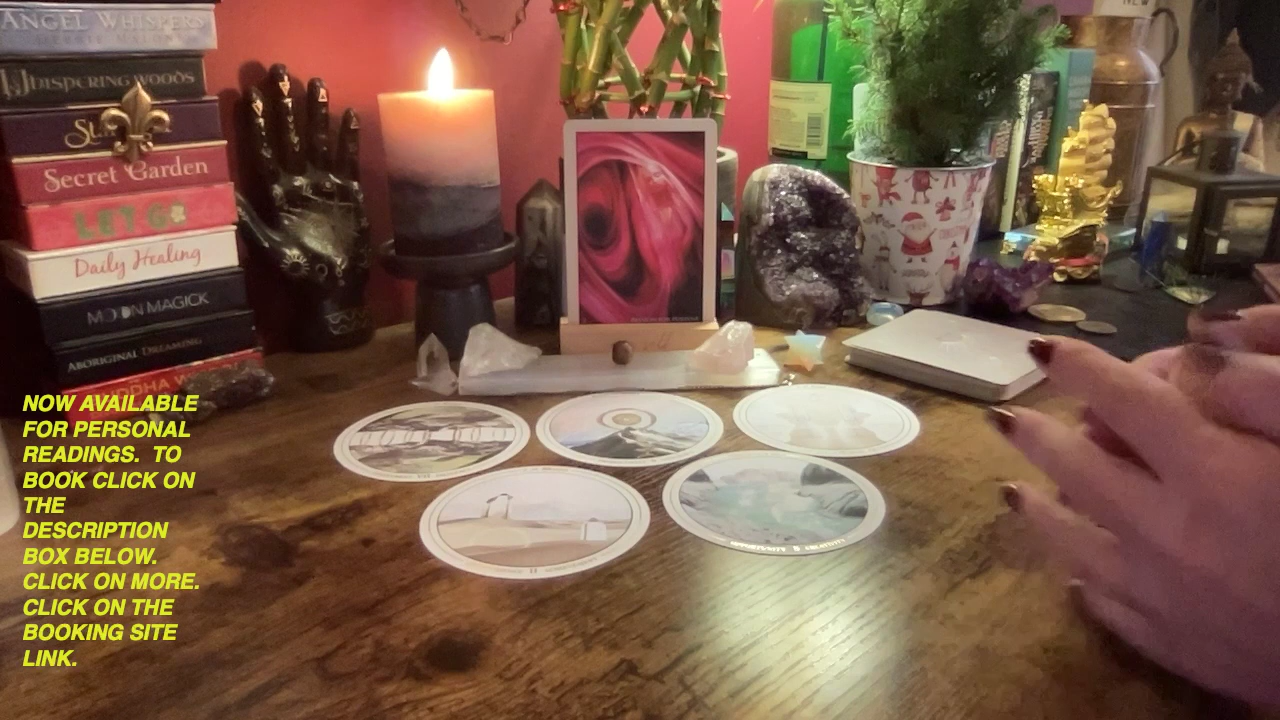 ANGEL WHISPERS
WHISPERING WOODS
Secret Garden
LET GO
Daily Healing
MOON MAGICK
ABORIGINAL DREAMING
NOW AVAILABLE
FOR PERSONAL
READINGS. TO
BOOK CLICK ON
THE
DESCRIPTION
BOX BELOW.
CLICK ON MORE.
CLICK ON THE
BOOKING SITE
LINK.